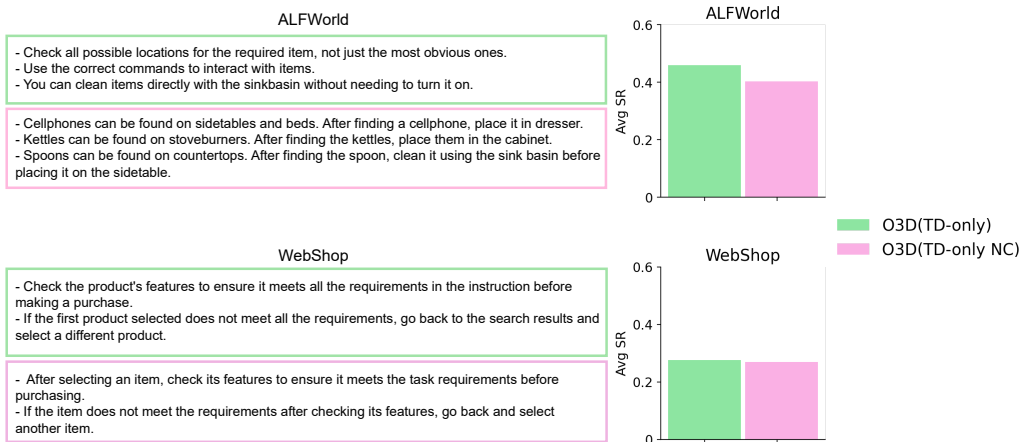 ALFWorld
- Check all possible locations for the required item, not just the most obvious ones.
- Use the correct commands to interact with items.
- You can clean items directly with the sinkbasin without needing to turn it on.
- Cellphones can be found on sidetables and beds. After finding a cellphone, place it in dresser.
- Kettles can be found on stoveburners. After finding the kettles, place them in the cabinet.
- Spoons can be found on countertops. After finding the spoon, clean it using the sink basin before
placing it on the sidetable.
ALFWorld
0.6
0.4
0.2
0
Avg SR
O3D(TD-only)
O3D(TD-only NC)
WebShop
- Check the product's features to ensure it meets all the requirements in the instruction before
making a purchase.
- If the first product selected does not meet all the requirements, go back to the search results and
select a different product.
- After selecting an item, check its features to ensure it meets the task requirements before
purchasing.
- If the item does not meet the requirements after checking its features, go back and select
another item.
WebShop
0.6
0.4
0.2
0
Avg SR